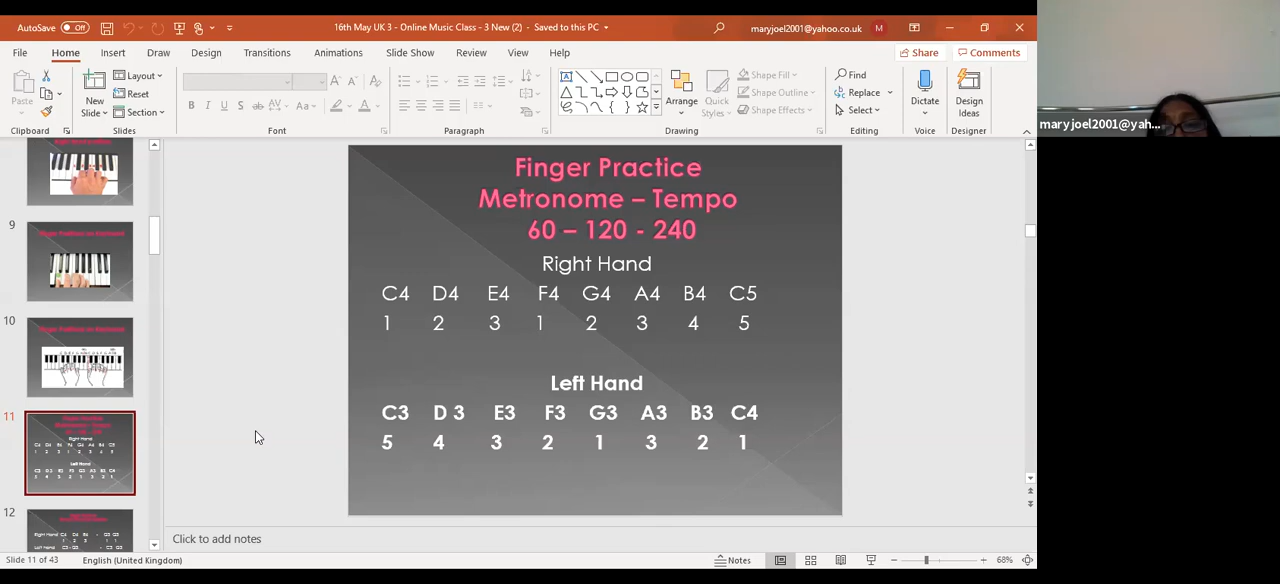 AutoSave Off
16th May UK 3 - Online Music Class - 3 New (2) - Saved to this PC
maryjoel2001@yahoo.co.uk M
File Home Insert Draw Design Transitions Animations Slide Show Review View Help Share Comments
Paste
Clipboard
New Slide
Layout
Reset
Section
Slides
B I U S ab AV Aa A
Font
Paragraph
Arrange
Quick Styles
Shape Fill
Shape Outline
Shape Effects
Drawing
Find
Replace
Select
Editing
Dictate
Voice
Design Ideas
Designer
maryjoel2001@yah...
9
10
11
12
Finger Practice
Metronome – Tempo
60 – 120 - 240
Right Hand
C4 D4 E4 F4 G4 A4 B4 C5
1 2 3 1 2 3 4 5
Left Hand
C3 D 3 E3 F3 G3 A3 B3 C4
5 4 3 2 1 3 2 1
Click to add notes
Slide 11 of 43 English (United Kingdom) Notes 68%